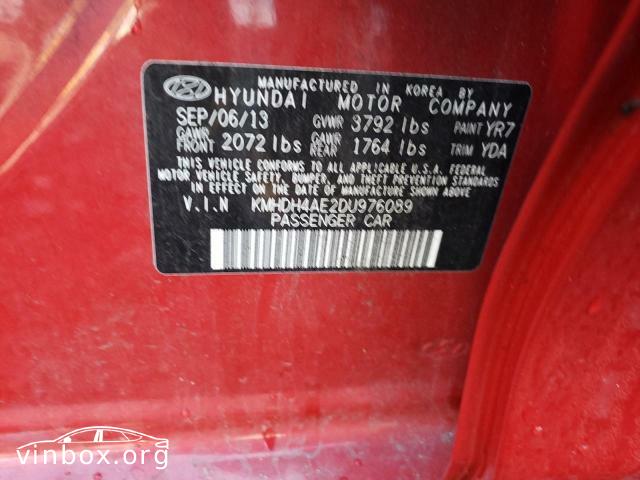 MANUFACTURED IN KOREA BY
HYUNDAI MOTOR COMPANY
SEP/06/13 GVWR 3792 lbs PAINT YR7
GAWR FRONT 2072 lbs GAWR REAR 1764 lbs TRIM YDA
THIS VEHICLE CONFORMS TO ALL APPLICABLE U.S.A FEDERAL
MOTOR VEHICLE SAFETY, BUMPER, AND THEFT PREVENTION STANDARDS
IN EFFECT ON THE DATE OF MANUFACTURE SHOWN ABOVE.
V.I.N KMHDH4AE2DU976089
PASSENGER CAR
vinbox.org